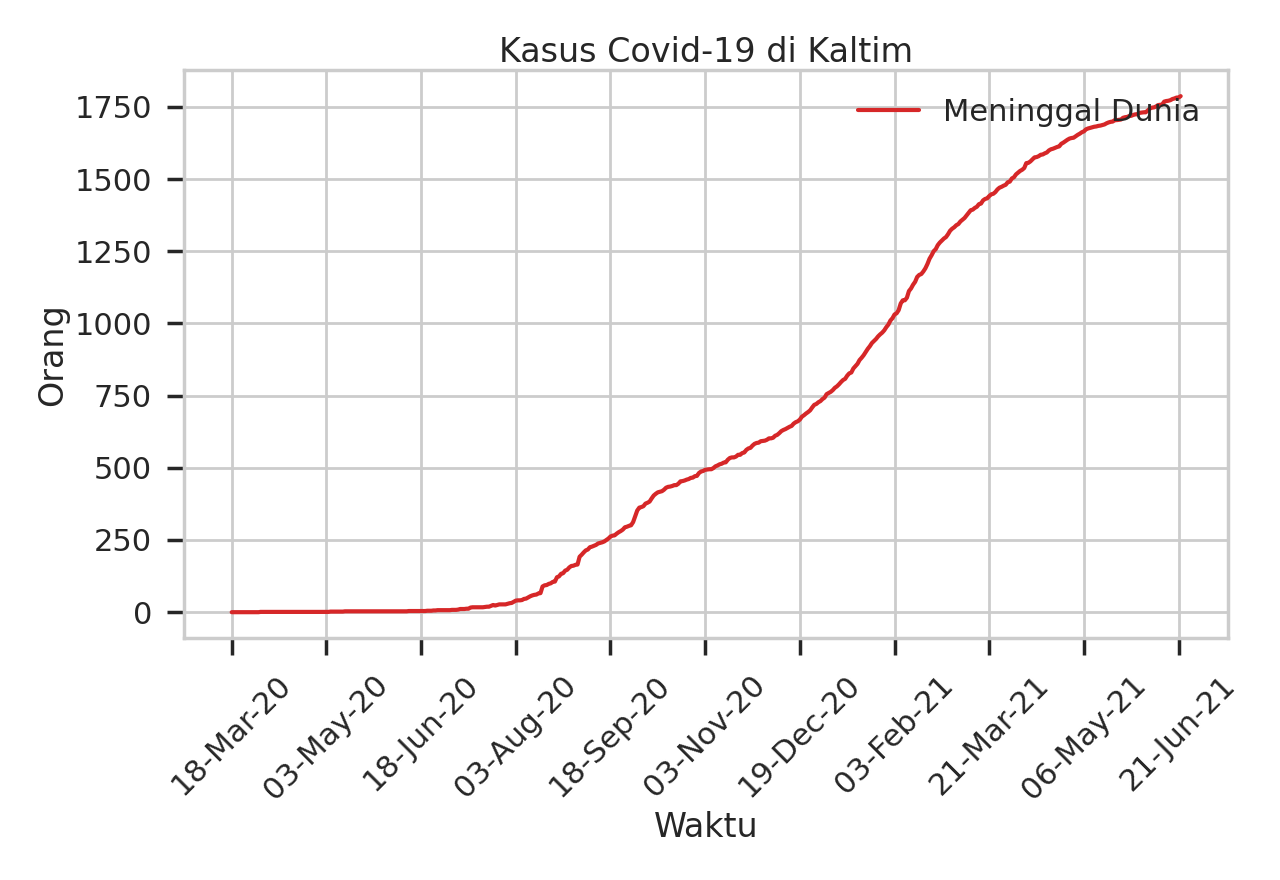 Kasus Covid-19 di Kaltim
Meninggal Dunia
1750
1500
1250
1000
750
500
250
0
Orang
18-Mar-20
03-May-20
18-Jun-20
03-Aug-20
18-Sep-20
03-Nov-20
19-Dec-20
03-Feb-21
21-Mar-21
06-May-21
21-Jun-21
Waktu